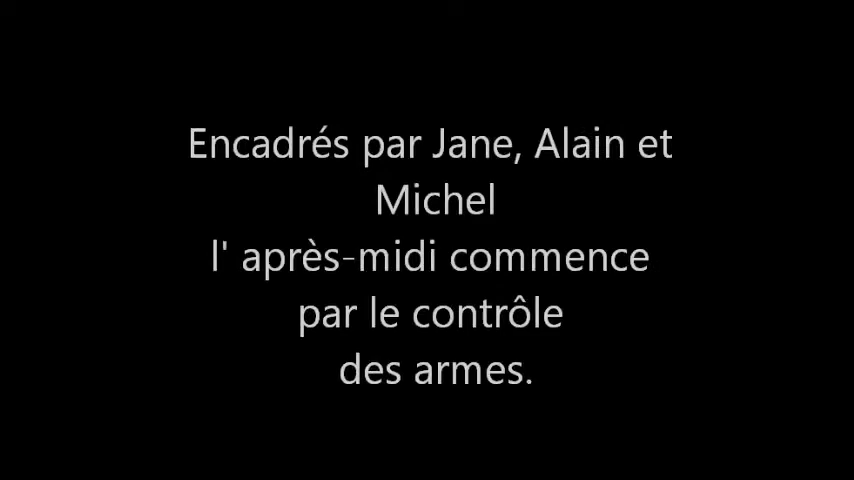 Encadrés par Jane, Alain et
Michel
l' après-midi commence
par le contrôle
des armes.